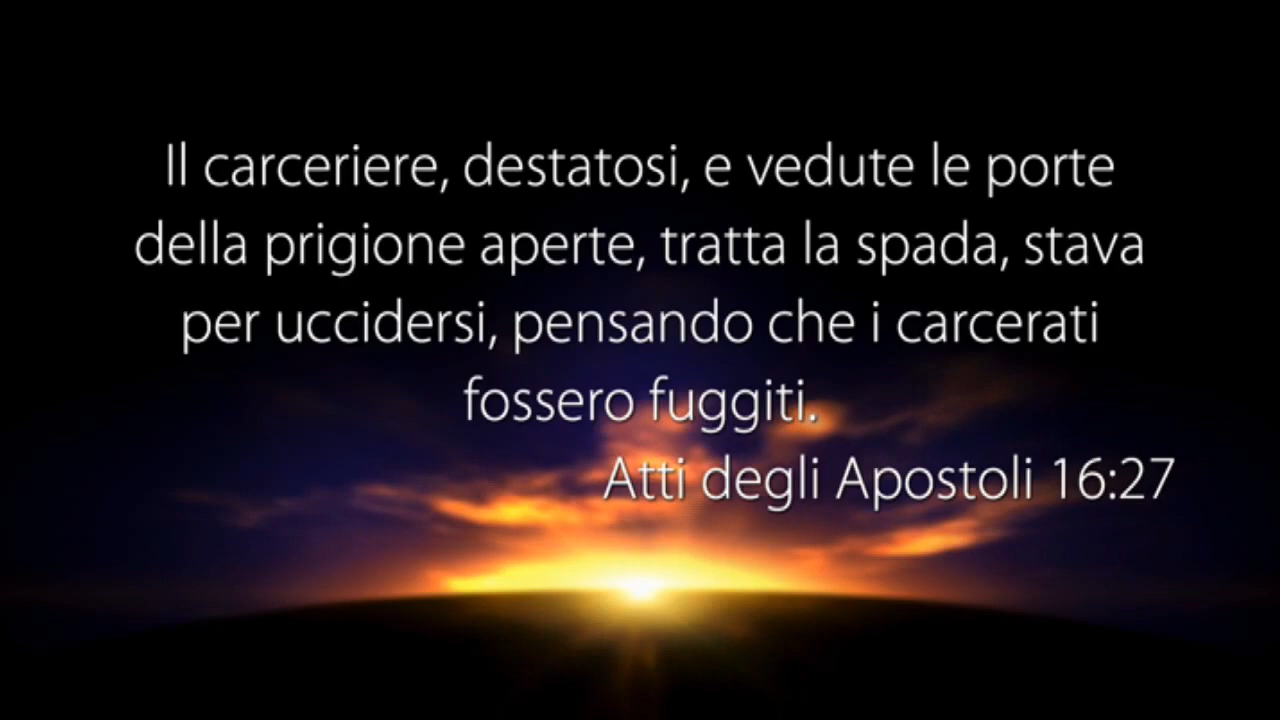 Il carceriere, destatosi, e vedute le porte
della prigione aperte, tratta la spada, stava
per uccidersi, pensando che i carcerati
fossero fuggiti.
Atti degli Apostoli 16:27